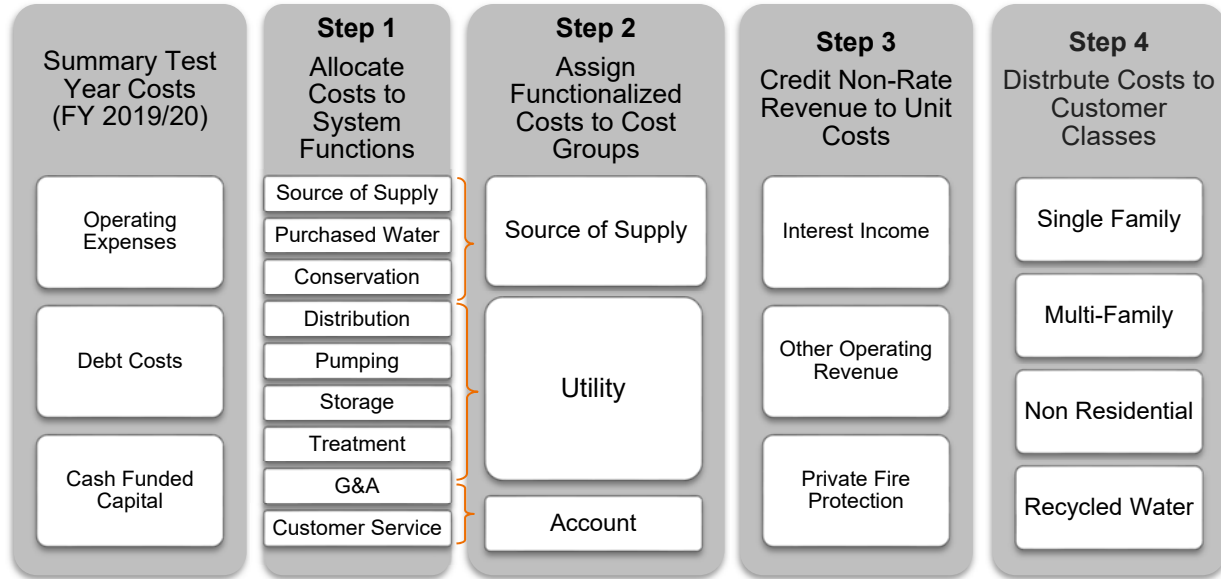 Summary Test
Year Costs
(FY 2019/20)
Operating
Expenses
Debt Costs
Cash Funded
Capital
Step 1
Allocate
Costs to
System
Functions
Source of Supply
Purchased Water
Conservation
Distribution
Pumping
Storage
Treatment
G&A
Customer Service
Step 2
Assign
Functionalized
Costs to Cost
Groups
Source of Supply
Utility
Account
Step 3
Credit Non-Rate
Revenue to Unit
Costs
Interest Income
Other Operating
Revenue
Private Fire
Protection
Step 4
Distrbute Costs to
Customer
Classes
Single Family
Multi-Family
Non Residential
Recycled Water